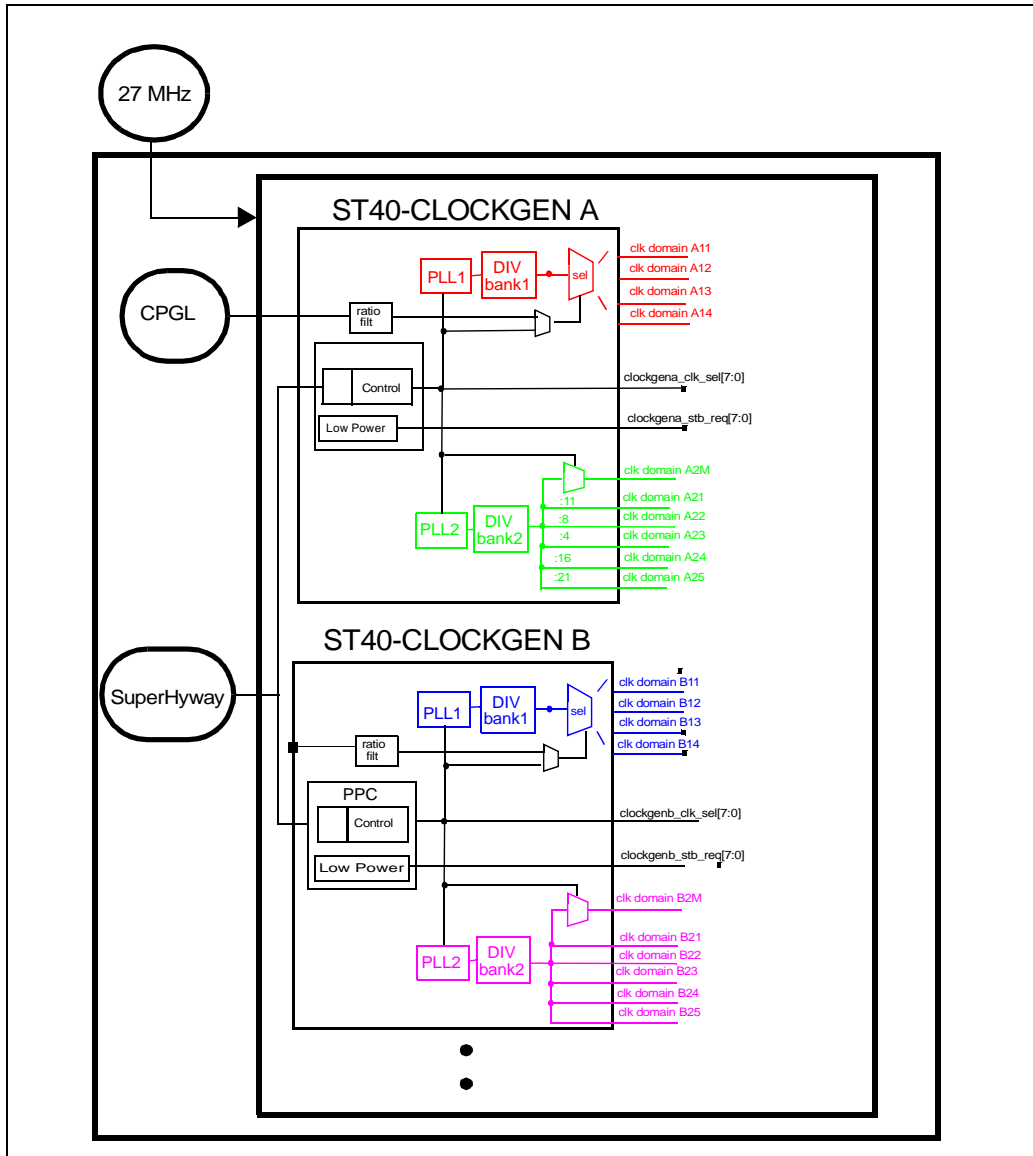 27 MHz
ST40-CLOCKGEN A
clk domain A11
DIV
bank1
PLL1
sel
clk domain A12
clk domain A13
CPGL
ratio
filt
clk domain A14
Control
clockgena_clk_sel[7:0]
Low Power
clockgena_stb_req[7:0]
clk domain A2M
:11
clk domain A21
PLL2
DIV
bank2
:8
clk domain A22
:4
clk domain A23
:16
clk domain A24
:21
clk domain A25
ST40-CLOCKGEN B
SuperHyway
clk domain B11
PLL1
DIV
bank1
sel
clk domain B12
clk domain B13
ratio
filt
clk domain B14
PPC
Control
clockgenb_clk_sel[7:0]
Low Power
clockgenb_stb_req[7:0]
clk domain B2M
clk domain B21
PLL2
DIV
bank2
clk domain B22
clk domain B23
clk domain B24
clk domain B25